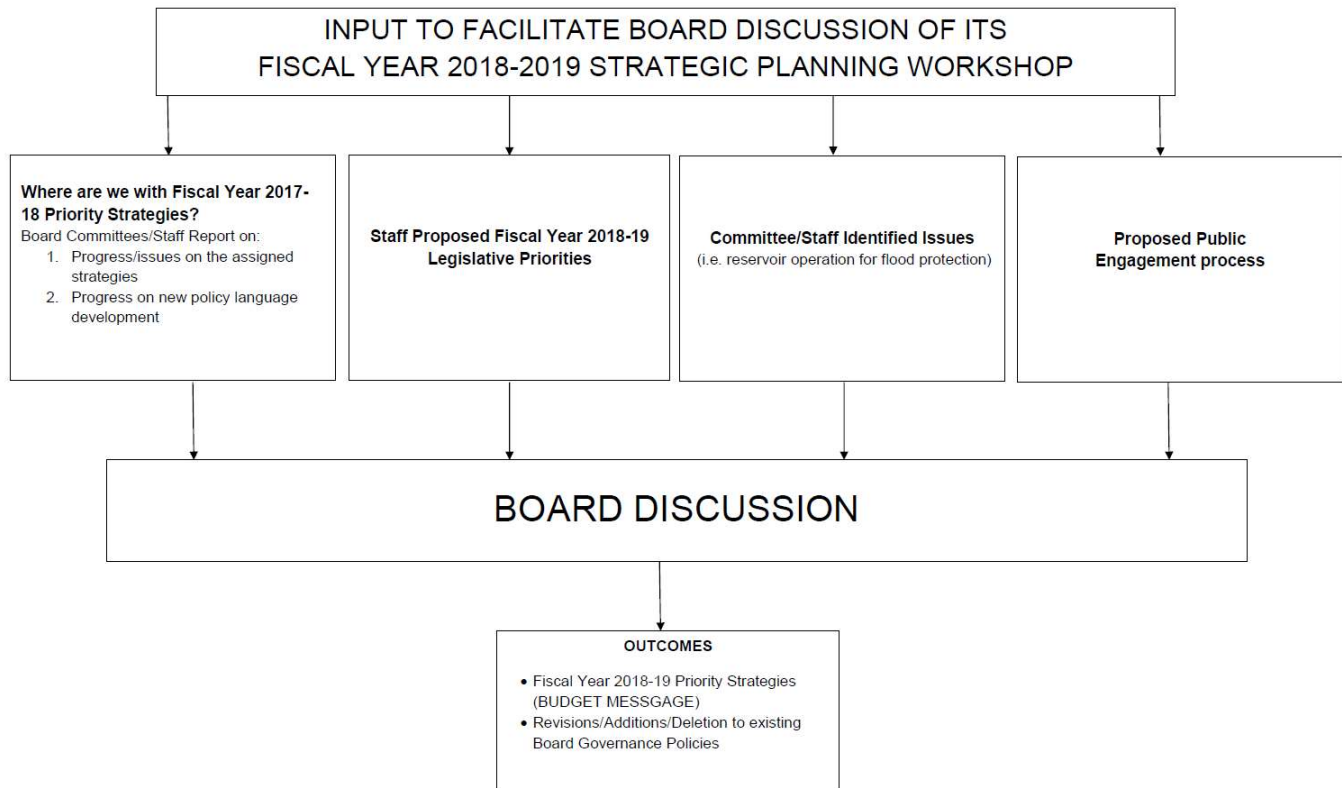 INPUT TO FACILITATE BOARD DISCUSSION OF ITS
FISCAL YEAR 2018-2019 STRATEGIC PLANNING WORKSHOP
Where are we with Fiscal Year 2017-
18 Priority Strategies?
Board Committees/Staff Report on:
1. Progress/issues on the assigned
strategies
2. Progress on new policy language
development
Staff Proposed Fiscal Year 2018-19
Legislative Priorities
Committee/Staff Identified Issues
(i.e. reservoir operation for flood protection)
Proposed Public
Engagement process
BOARD DISCUSSION
OUTCOMES
• Fiscal Year 2018-19 Priority Strategies
(BUDGET MESSGAGE)
• Revisions/Additions/Deletion to existing
Board Governance Policies